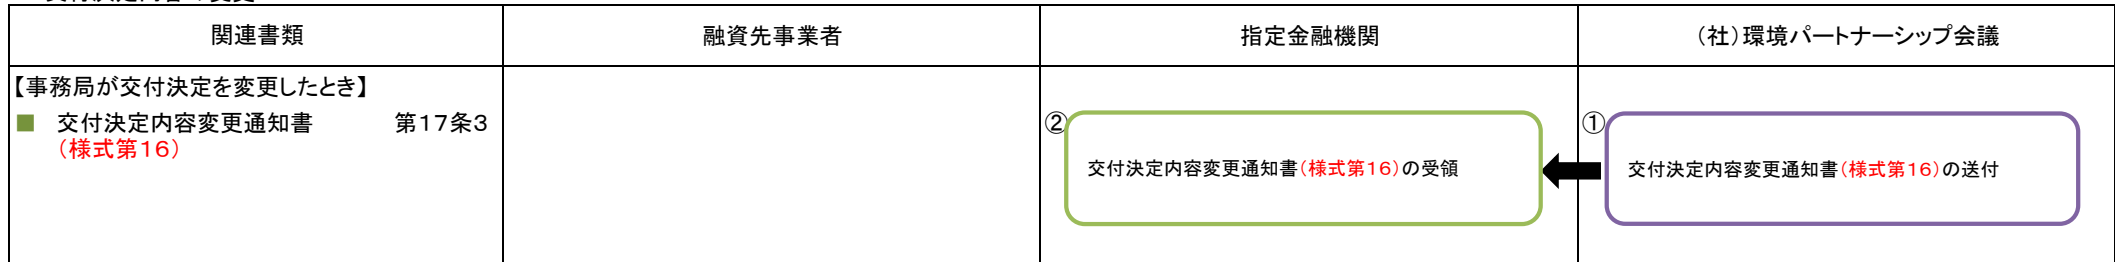 関連書類
融資先事業者
指定金融機関
（社）環境パートナーシップ会議
【事務局が交付決定を変更したとき】
■ 交付決定内容変更通知書 第17条3
（様式第16）
②
交付決定内容変更通知書（様式第16）の受領
①
交付決定内容変更通知書（様式第16）の送付